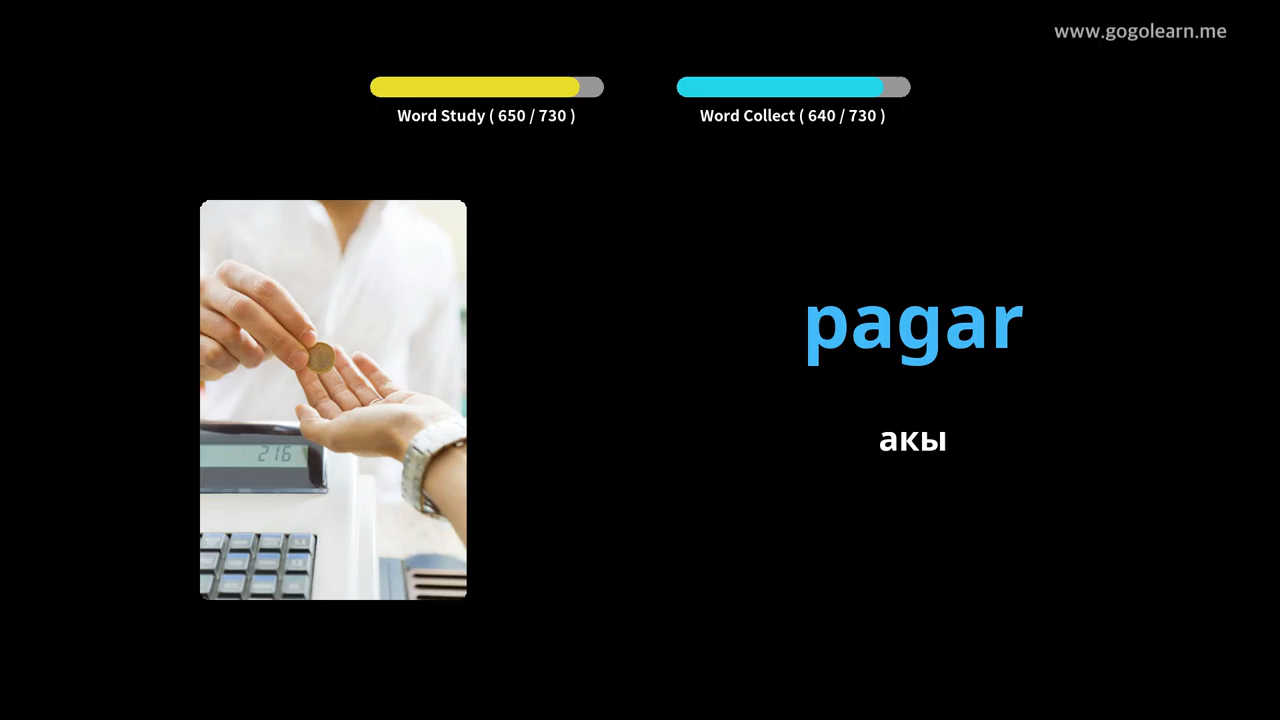 www.gogolearn.me
Word Study ( 650 / 730 )
Word Collect ( 640 / 730 )
pagar
акы
216